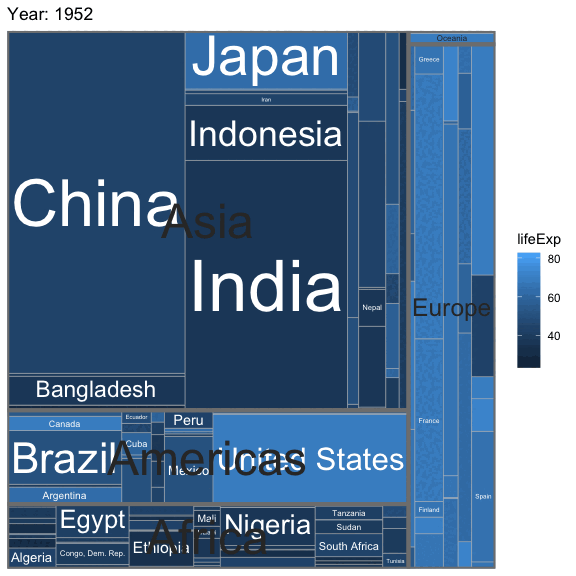 Year: 1952
Japan
Iran
Indonesia
China
Asia
India
Bangladesh
Nepal
Oceania
Greece
Europe
France
Finland
Spain
Canada
Brazil
Argentina
Ecuador
Cuba
Peru
Mexico
Americas
United States
Algeria
Egypt
Congo, Dem. Rep.
Ethiopia
Africa
Mali
Nigeria
Tanzania
Sudan
South Africa
Tunisia
lifeExp
80
60
40